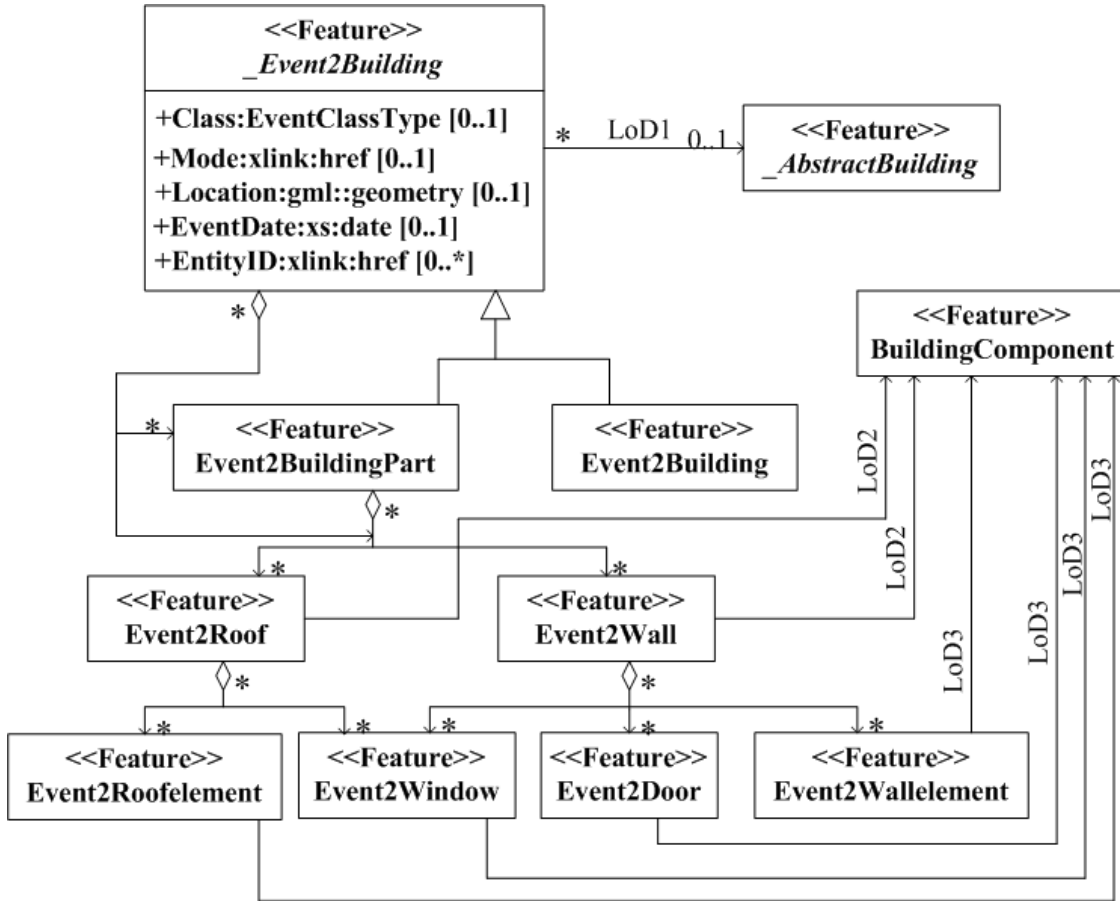 <<Feature>>
_Event2Building
+Class:EventClassType [0..1]
+Mode:xlink:href [0..1]
+Location:gml::geometry [0..1]
+EventDate:xs:date [0..1]
+EntityID:xlink:href [0..*]
* LoD1 0..1
<<Feature>>
_AbstractBuilding
<<Feature>>
BuildingComponent
*
*
<<Feature>>
Event2BuildingPart
<<Feature>>
Event2Building
*
*
*
<<Feature>>
Event2Roof
<<Feature>>
Event2Wall
LoD2
LoD2
LoD3
LoD3
LoD3
LoD3
*
*
*
*
*
*
*
<<Feature>>
Event2Roofelement
<<Feature>>
Event2Window
<<Feature>>
Event2Door
<<Feature>>
Event2Wallelement